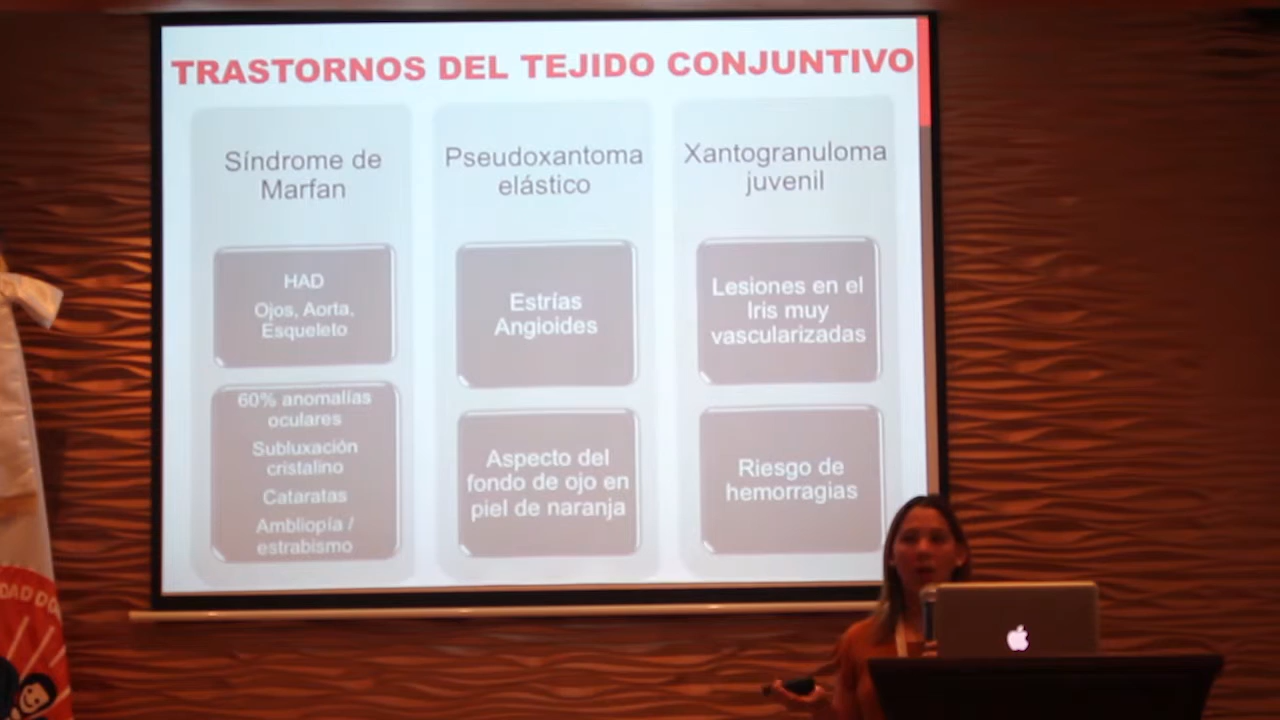 TRASTORNOS DEL TEJIDO CONJUNTIVO
Síndrome de
Marfan
HAD
Ojos, Aorta,
Esqueleto
60% anomalías
oculares
Subluxación
cristalino
Cataratas
Ambliopía /
estrabismo
Pseudoxantoma
elástico
Estrías
Angioides
Aspecto del
fondo de ojo en
piel de naranja
Xantogranuloma
juvenil
Lesiones en el
Iris muy
vascularizadas
Riesgo de
hemorragias